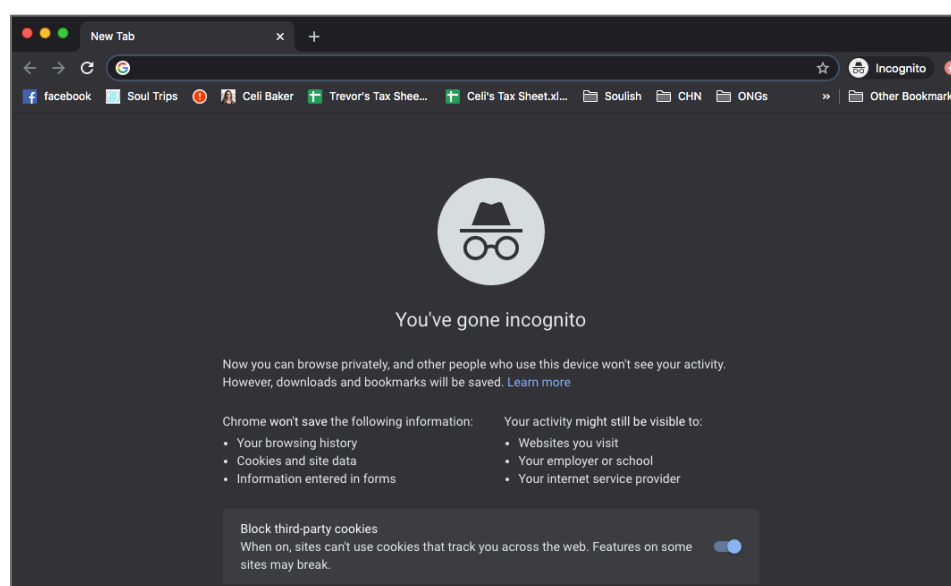 New Tab
Incognito
facebook Soul Trips Celi Baker Trevor's Tax Shee... Celi's Tax Sheet.xl... Soulish CHN ONGs » Other Bookmark
You've gone incognito
Now you can browse privately, and other people who use this device won't see your activity.
However, downloads and bookmarks will be saved. Learn more
Chrome won't save the following information:
• Your browsing history
• Cookies and site data
• Information entered in forms
Your activity might still be visible to:
• Websites you visit
• Your employer or school
• Your internet service provider
Block third-party cookies
When on, sites can't use cookies that track you across the web. Features on some
sites may break.